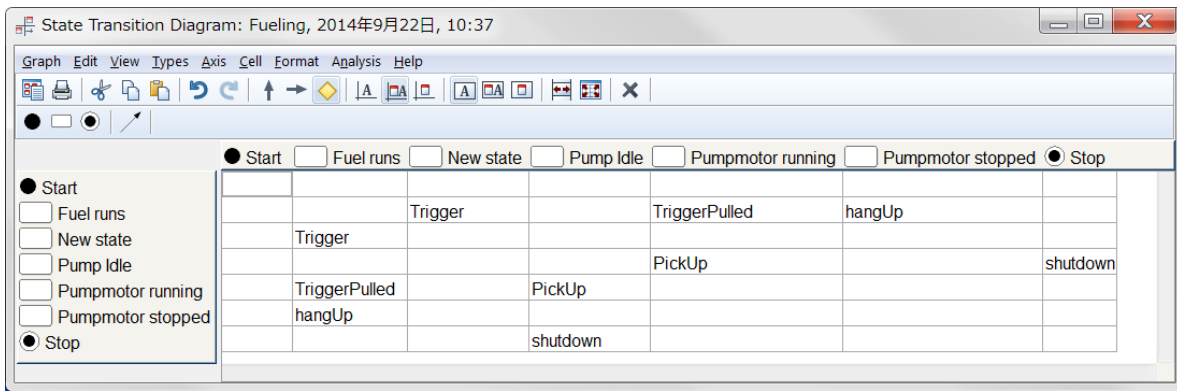 State Transition Diagram: Fueling, 2014年9月22日, 10:37
Graph Edit View Types Axis Cell Format Analysis Help
A A A A A
Start Fuel runs New state Pump Idle Pumpmotor running Pumpmotor stopped Stop
Start
Fuel runs Trigger TriggerPulled hangUp
New state Trigger
Pump Idle PickUp shutdown
Pumpmotor running TriggerPulled PickUp
Pumpmotor stopped hangUp
Stop shutdown